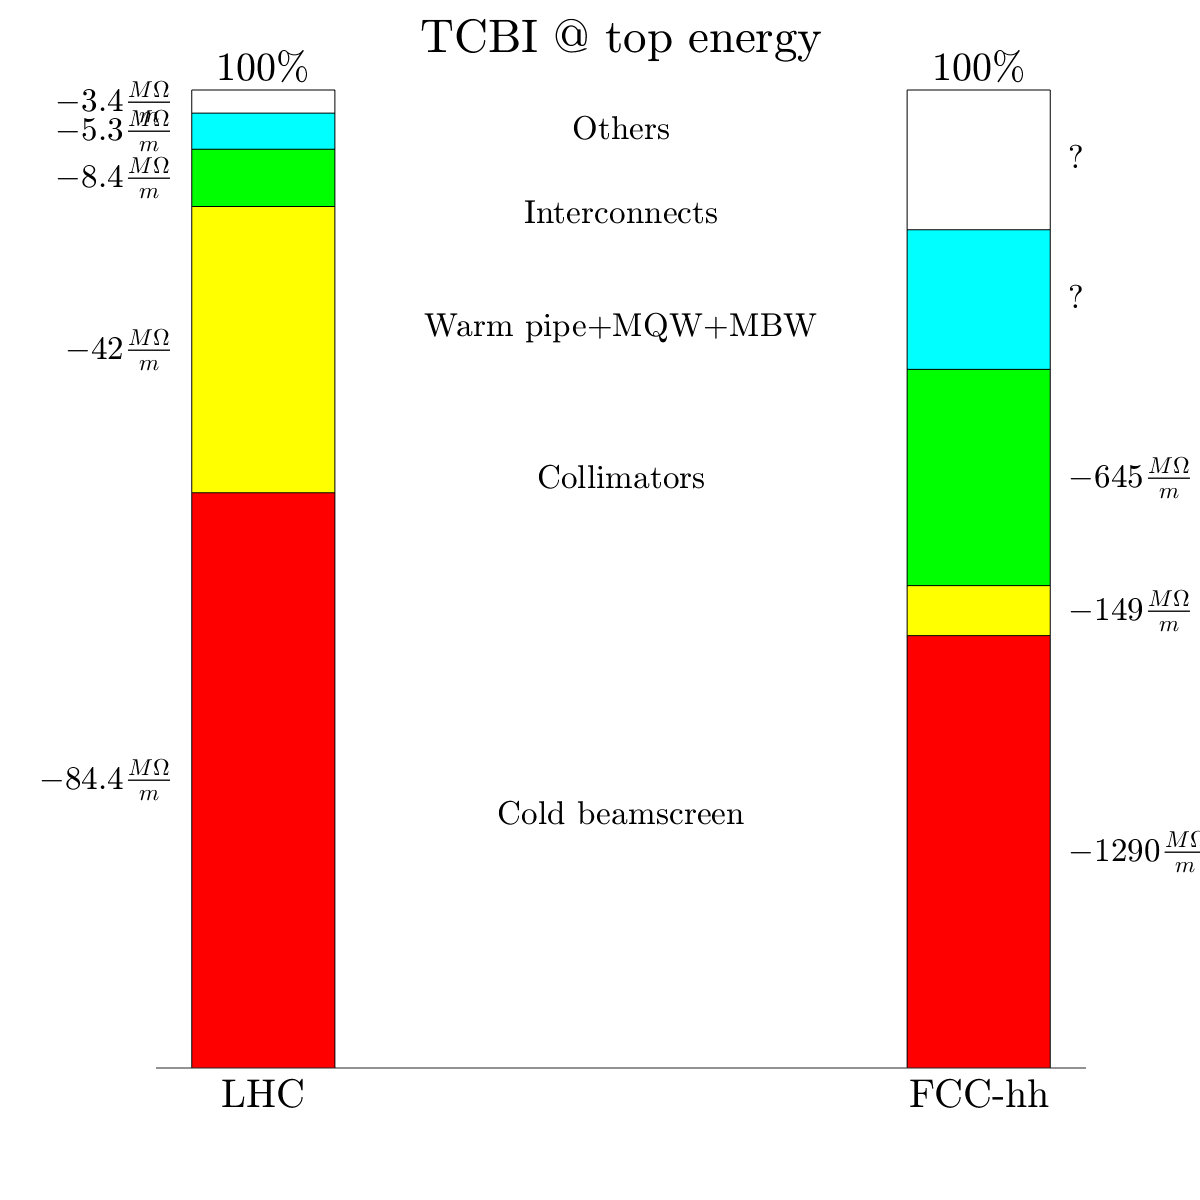 TCBI @ top energy
100%
100%
−3.4 MΩ/m
−5.3 MΩ/m
−8.4 MΩ/m
−42 MΩ/m
−84.4 MΩ/m
Others
Interconnects
Warm pipe+MQW+MBW
Collimators
Cold beamscreen
?
?
−645 MΩ/m
−149 MΩ/m
−1290 MΩ/m
LHC
FCC-hh